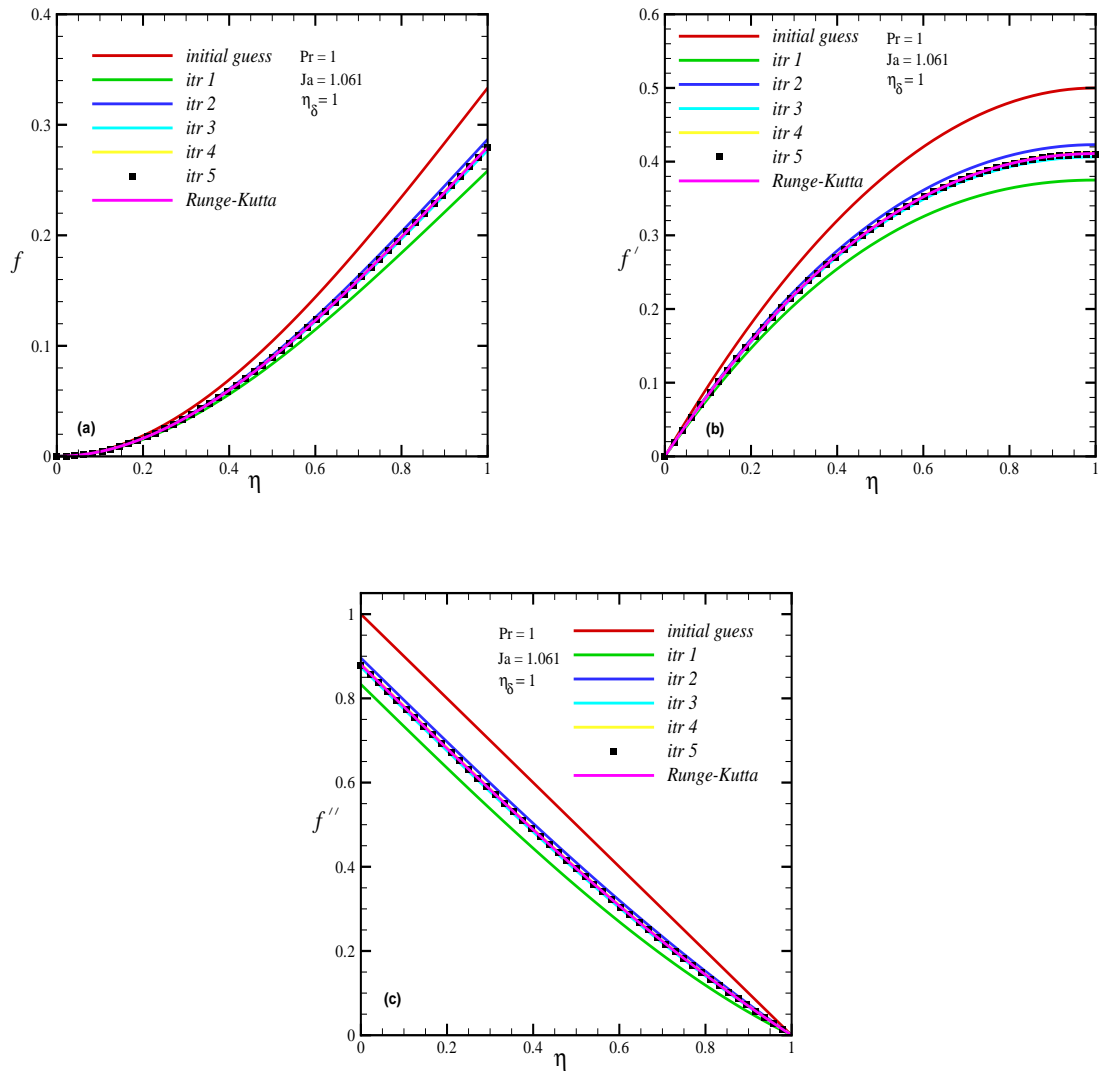 0.4
0.3
0.2
0.1
0
f
initial guess
itr 1
itr 2
itr 3
itr 4
itr 5
Runge-Kutta
Pr = 1
Ja = 1.061
η_δ = 1
(a)
0 0.2 0.4 0.6 0.8 1
η
0.6
0.5
0.4
0.3
0.2
0.1
0
f ′
initial guess
itr 1
itr 2
itr 3
itr 4
itr 5
Runge-Kutta
Pr = 1
Ja = 1.061
η_δ = 1
(b)
0 0.2 0.4 0.6 0.8 1
η
1
0.8
0.6
0.4
0.2
0
f ′′
Pr = 1
Ja = 1.061
η_δ = 1
initial guess
itr 1
itr 2
itr 3
itr 4
itr 5
Runge-Kutta
(c)
0 0.2 0.4 0.6 0.8 1
η